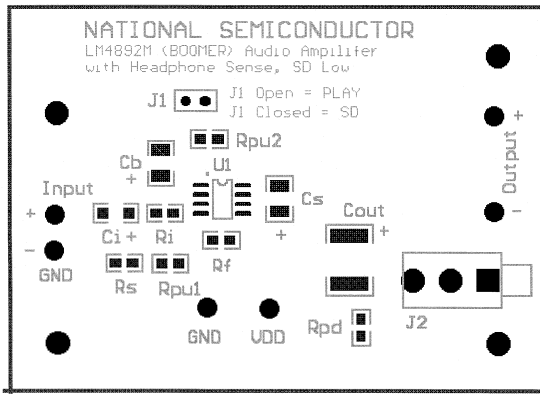 NATIONAL SEMICONDUCTOR
LM4892M (BOOMER) Audio Ampilifer
with Headphone Sense, SD Low
J1
J1 Open = PLAY
J1 Closed = SD
Rpu2
Cb
+
U1
Input
+
-
GND
Ci +
Ri
Cs
+
Cout
+
Output
+
-
Rf
Rs
Rpu1
GND
VDD
Rpd
J2